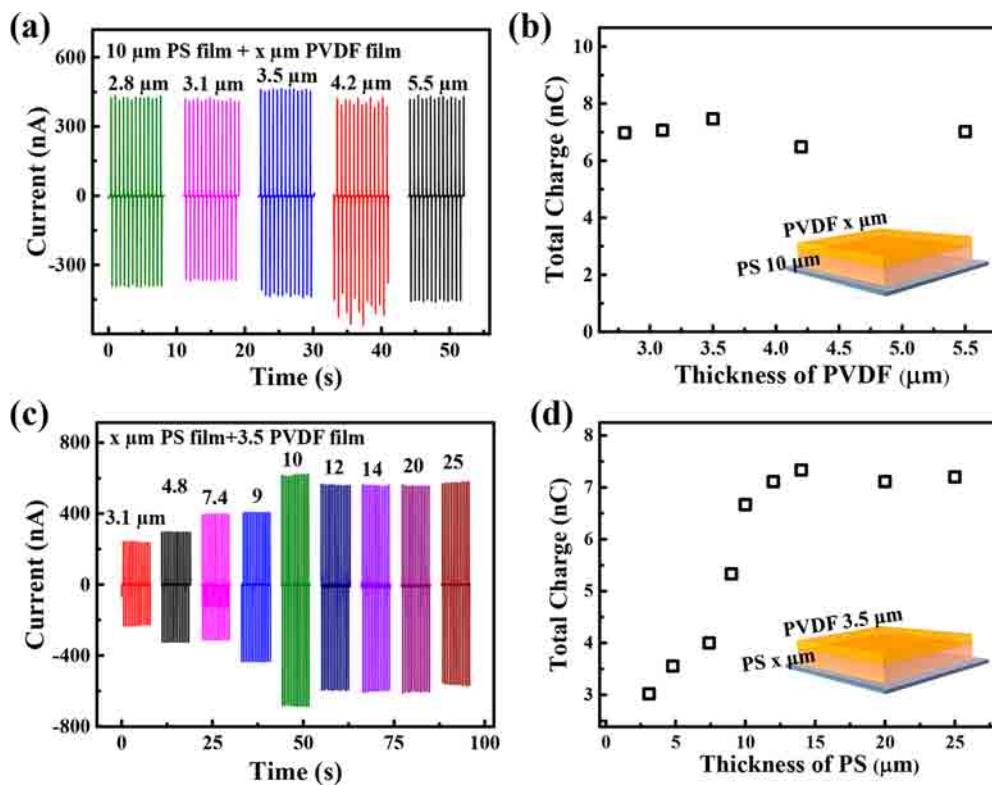 (a)
10 µm PS film + x µm PVDF film
2.8 µm 3.1 µm 3.5 µm 4.2 µm 5.5 µm
600
300
0
-300
Current (nA)
0 10 20 30 40 50
Time (s)
(b)
10
8
6
4
2
0
Total Charge (nC)
PVDF x µm
PS 10 µm
3.0 3.5 4.0 4.5 5.0 5.5
Thickness of PVDF (µm)
(c)
x µm PS film+3.5 PVDF film
3.1 µm 4.8 7.4 9 10 12 14 20 25
800
400
0
-400
-800
Current (nA)
0 25 50 75 100
Time (s)
(d)
8
7
6
5
4
3
Total Charge (nC)
PVDF 3.5 µm
PS x µm
0 5 10 15 20 25
Thickness of PS (µm)